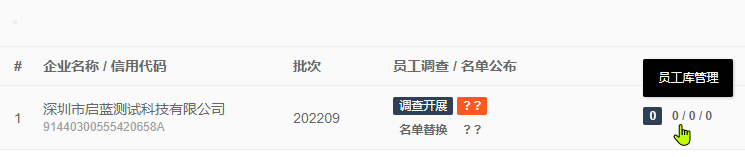 # 企业名称 / 信用代码 批次 员工调查 / 名单公布 员工库管理
1 深圳市启蓝测试科技有限公司 202209 调查开展 ? ? 0 0 / 0 / 0
91440300555420658A 名单替换 ? ?